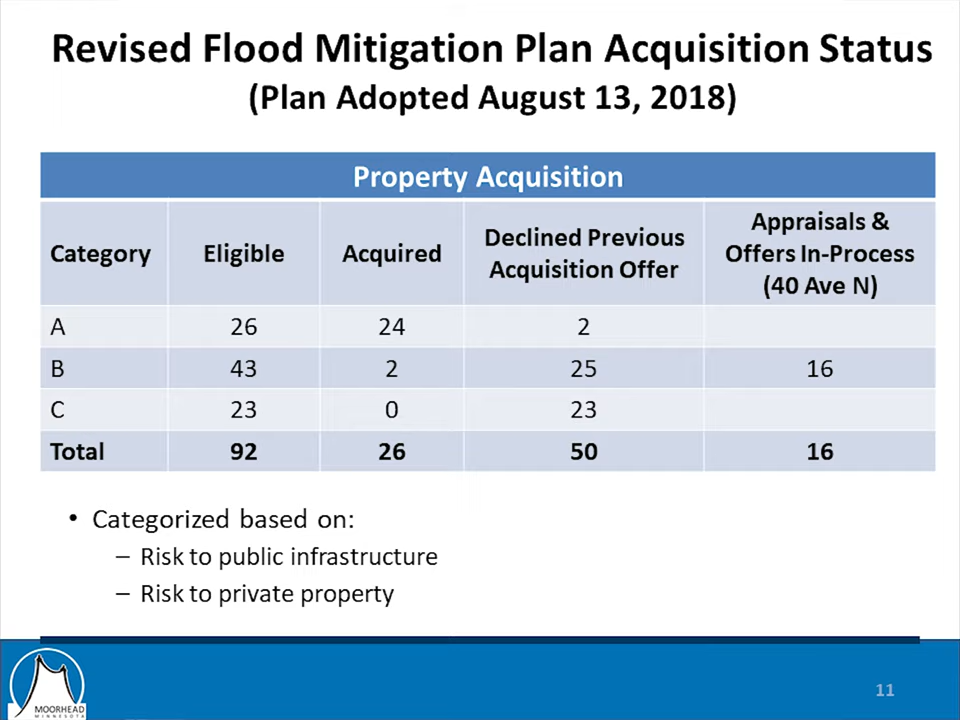 Revised Flood Mitigation Plan Acquisition Status
(Plan Adopted August 13, 2018)
Property Acquisition
Category Eligible Acquired Declined Previous Acquisition Offer Appraisals & Offers In-Process (40 Ave N)
A 26 24 2
B 43 2 25 16
C 23 0 23
Total 92 26 50 16
• Categorized based on:
– Risk to public infrastructure
– Risk to private property
MOORHEAD
MINNESOTA
11